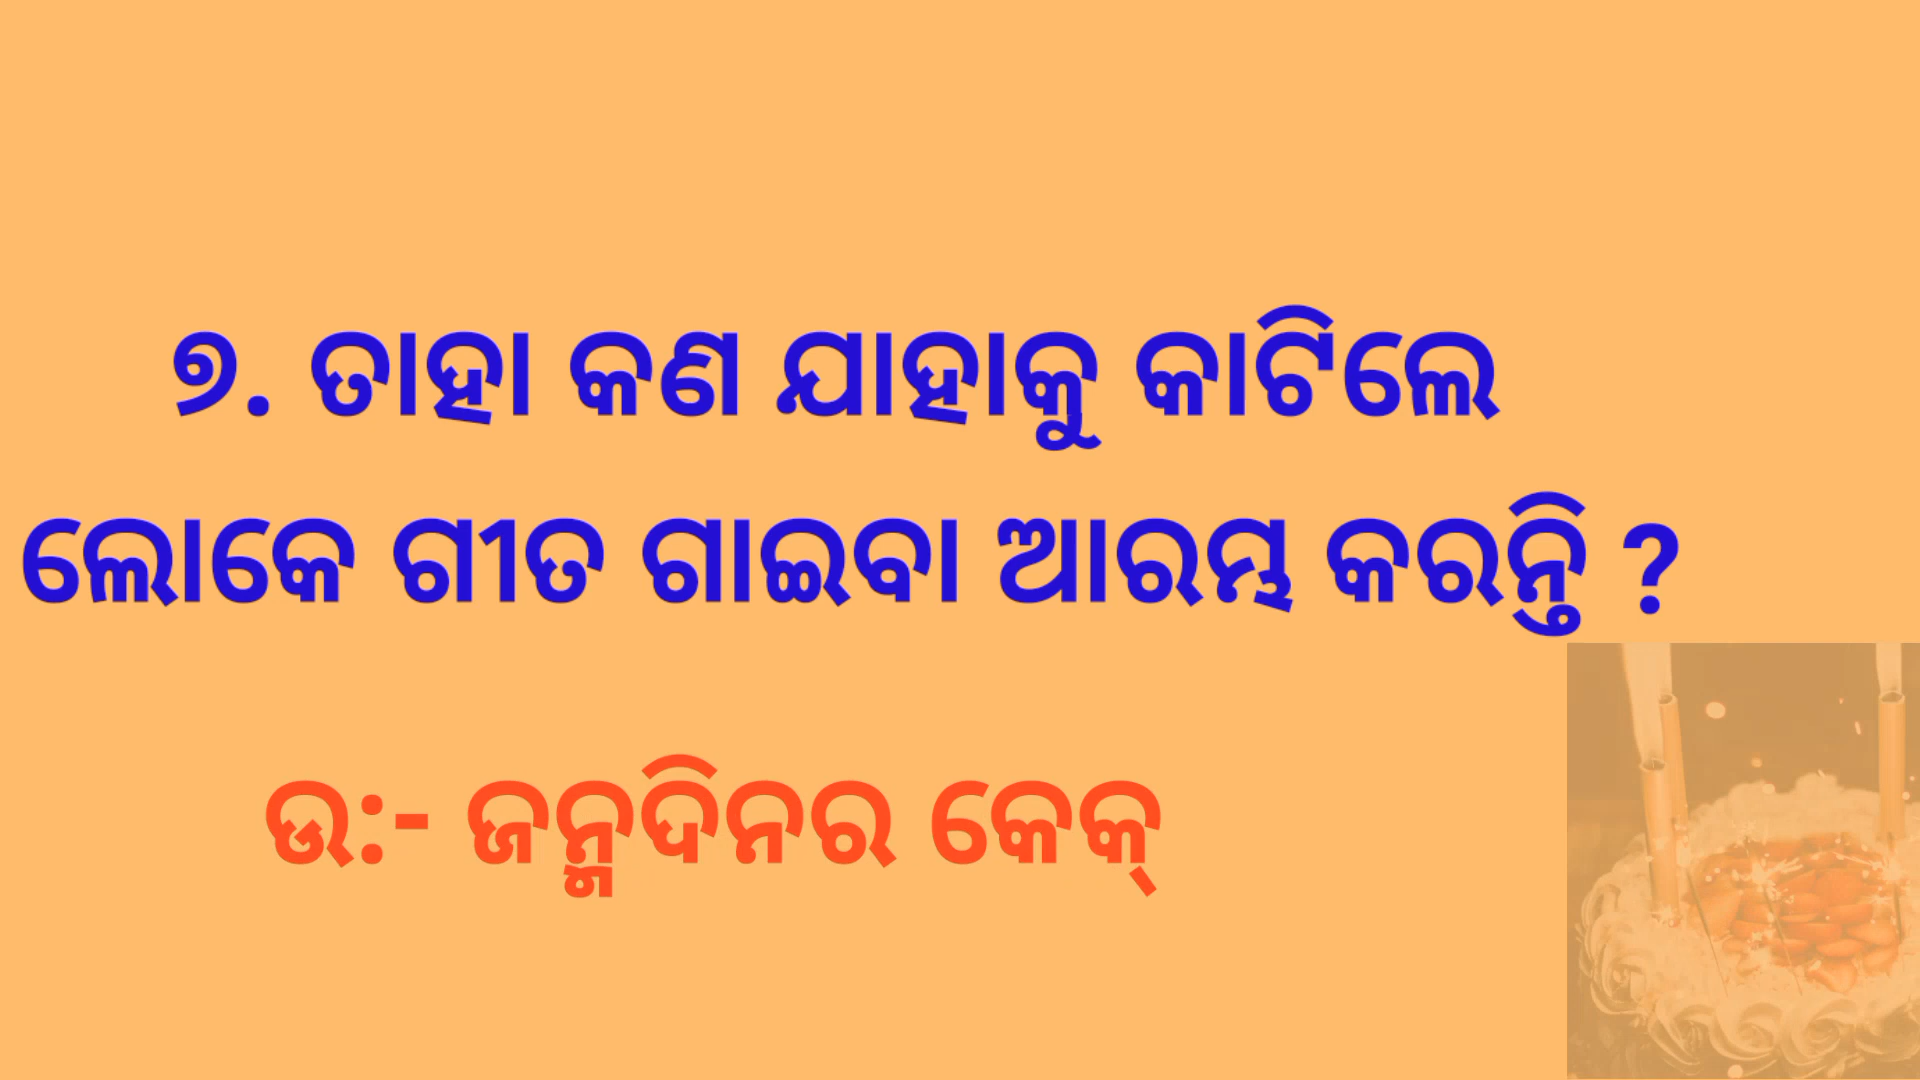 ୭. ତାହା କଣ ଯାହାକୁ କାଟିଲେ
ଲୋକେ ଗୀତ ଗାଇବା ଆରମ୍ଭ କରନ୍ତି ?
ଉ:- ଜନ୍ମଦିନର କେକ୍